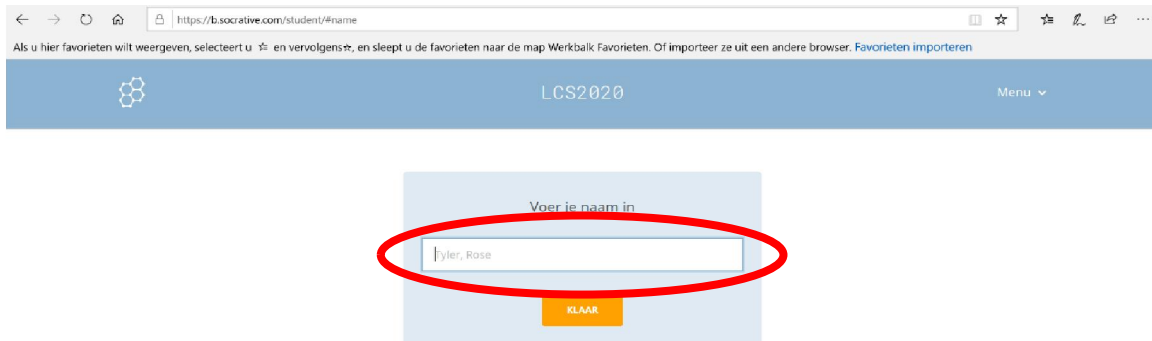 https://b.socrative.com/student/#name
Als u hier favorieten wilt weergeven, selecteert u en vervolgens, en sleept u de favorieten naar de map Werkbalk Favorieten. Of importeer ze uit een andere browser. Favorieten importeren
LCS2020
Menu
Voer je naam in
Tyler, Rose
KLAAR